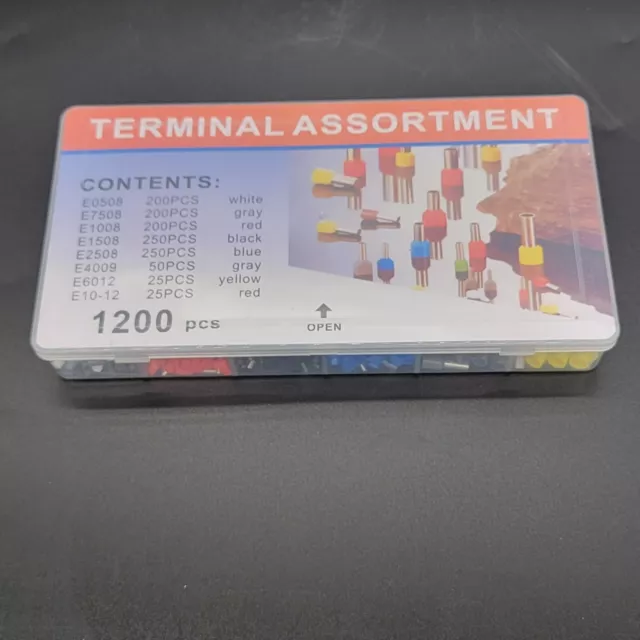 TERMINAL ASSORTMENT
CONTENTS:
E0508 200PCS white
E7508 200PCS gray
E1008 200PCS red
E1508 250PCS black
E2508 250PCS blue
E4009 50PCS gray
E6012 25PCS yellow
E10-12 25PCS red
1200 pcs
OPEN